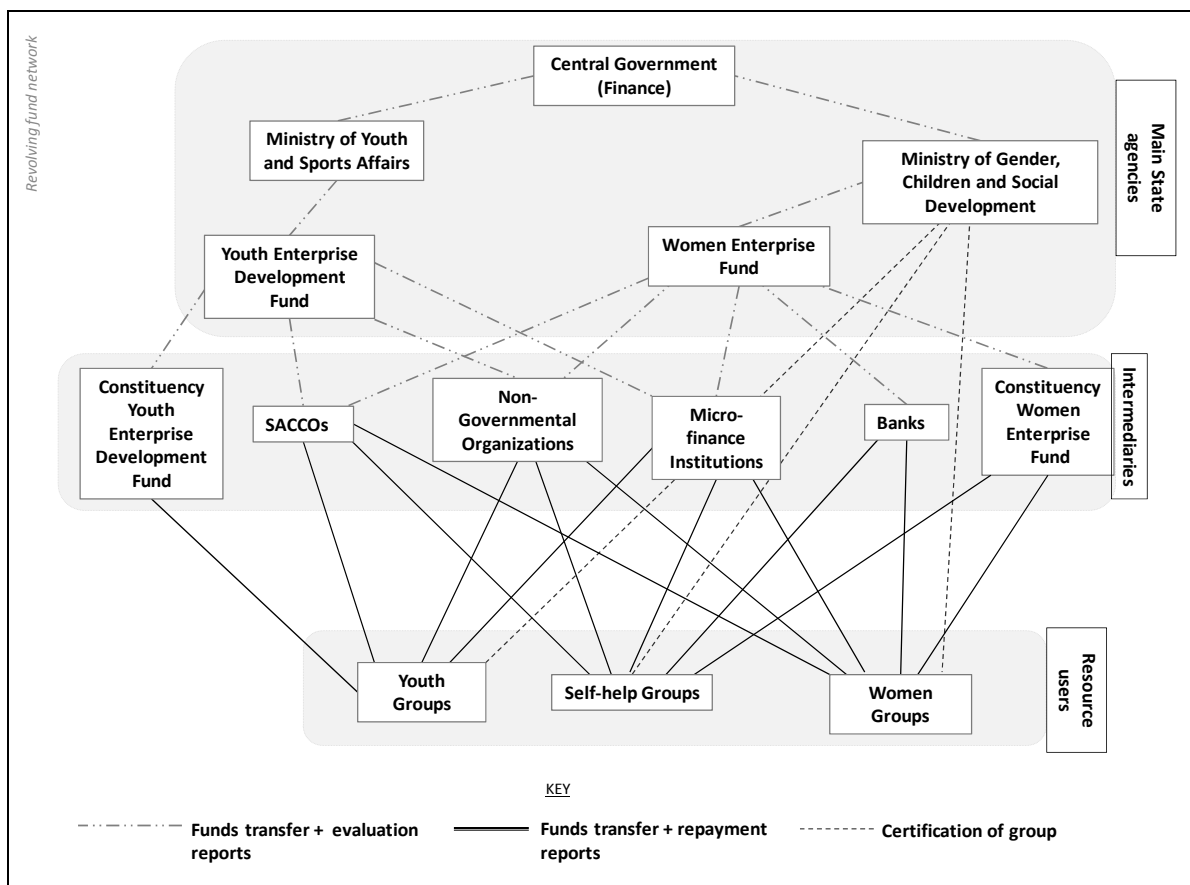 Revolving fund network
Central Government
(Finance)
Ministry of Youth
and Sports Affairs
Ministry of Gender,
Children and Social
Development
Main State
agencies
Youth Enterprise
Development
Fund
Women Enterprise
Fund
Constituency
Youth
Enterprise
Development
Fund
SACCOs
Non-
Governmental
Organizations
Micro-
finance
Institutions
Banks
Constituency
Women
Enterprise
Fund
Intermediaries
Youth
Groups
Self-help Groups
Women
Groups
Resource
users
KEY
Funds transfer + evaluation
reports
Funds transfer + repayment
reports
Certification of group